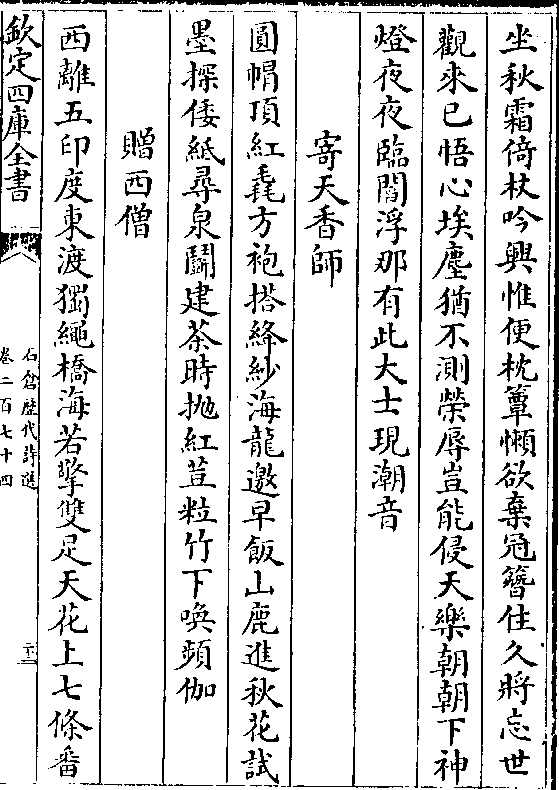 坐秋霜倚杖吟興惟便枕簟懶欲棄冠簪住久將忘世
觀來已悟心埃塵猶不測榮辱豈能侵天樂朝朝下神
燈夜夜臨閻浮那有此大士現潮音
寄天香師
圓帽頂紅毳方袍搭絳紗海龍邀早飯山鹿進秋花試
墨探倭紙尋泉鬭建茶時拋紅荳粒竹下喚頻伽
贈西僧
西離五印度東渡獨繩橋海若擎雙足天花上七條番
欽定四庫全書
石倉歷代詩選
卷二百七十四